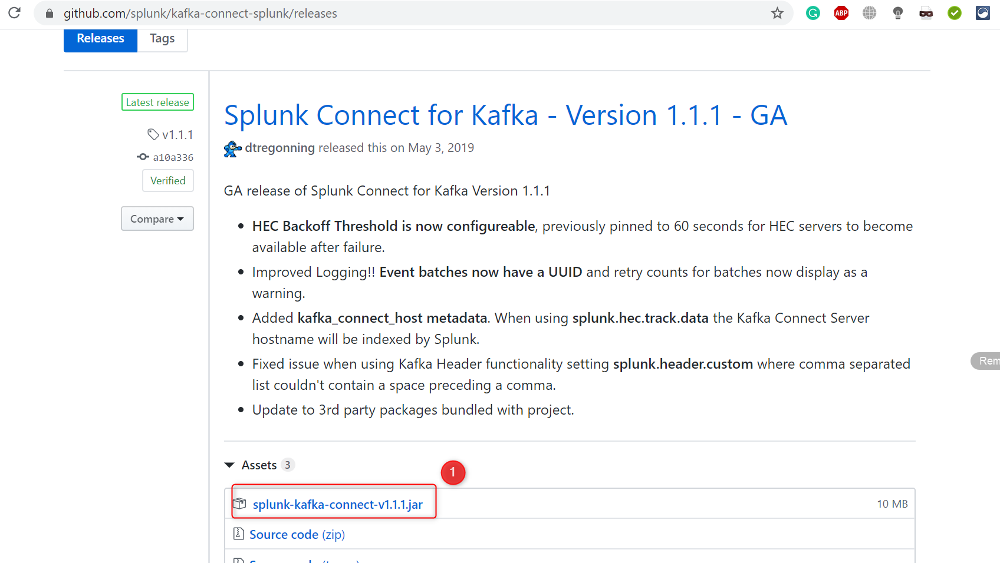 github.com/splunk/kafka-connect-splunk/releases
ABP
Releases
Tags
Latest release
v1.1.1
a10a336
Verified
Compare
Splunk Connect for Kafka - Version 1.1.1 - GA
dtregonning released this on May 3, 2019
GA release of Splunk Connect for Kafka Version 1.1.1
HEC Backoff Threshold is now configureable, previously pinned to 60 seconds for HEC servers to become
available after failure.
Improved Logging!! Event batches now have a UUID and retry counts for batches now display as a
warning.
Added kafka_connect_host metadata. When using splunk.hec.track.data the Kafka Connect Server
hostname will be indexed by Splunk.
Fixed issue when using Kafka Header functionality setting splunk.header.custom where comma separated
list couldn't contain a space preceding a comma.
Update to 3rd party packages bundled with project.
Rem
Assets 3
1
splunk-kafka-connect-v1.1.1.jar
10 MB
Source code (zip)